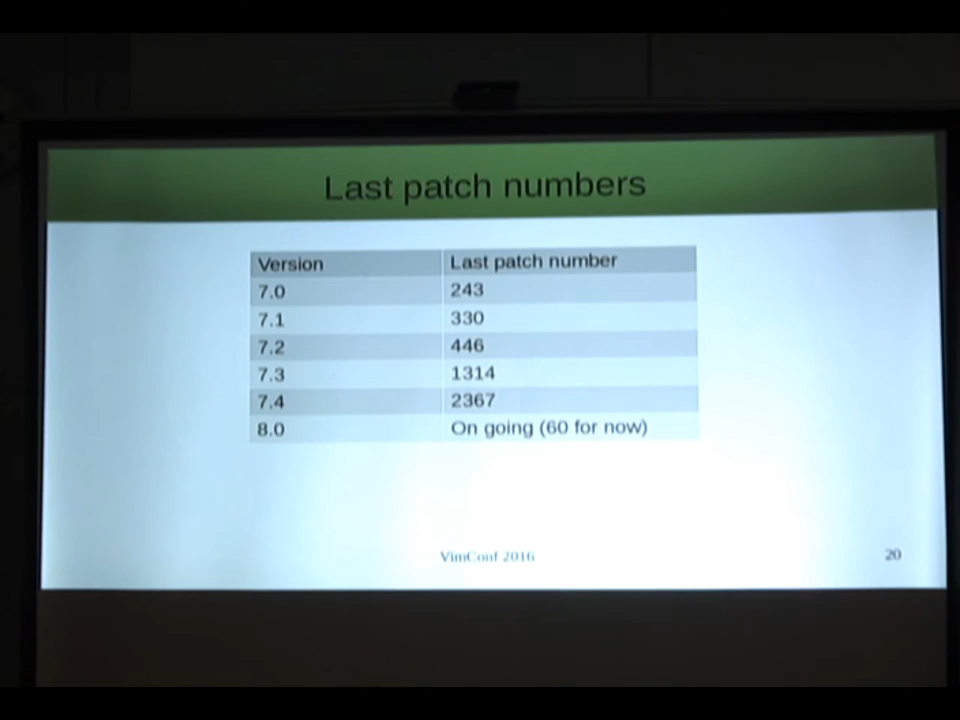 Last patch numbers
Version Last patch number
7.0 243
7.1 330
7.2 446
7.3 1314
7.4 2367
8.0 On going (60 for now)
VimConf 2016 20